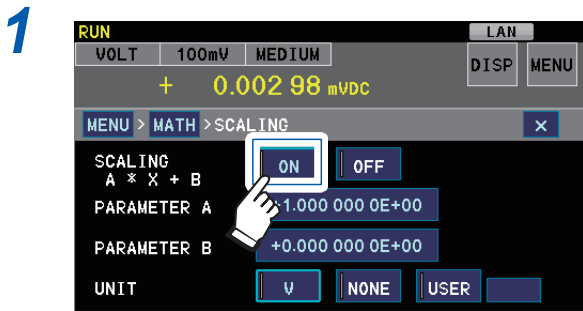 1
RUN LAN
VOLT 100mV MEDIUM DISP MENU
+ 0.002 98 mVDC
MENU > MATH >SCALING ×
SCALING ON OFF
A * X + B
PARAMETER A +1.000 000 0E+00
PARAMETER B +0.000 000 0E+00
UNIT V NONE USER